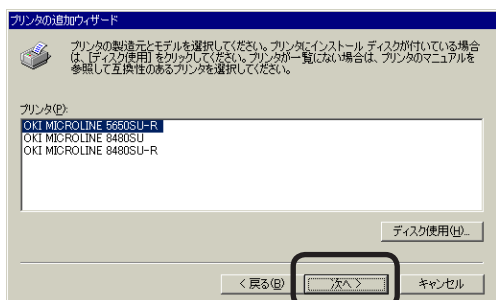 プリンタの追加ウィザード
プリンタの製造元とモデルを選択してください。プリンタにインストール ディスクが付いている場合
は、[ディスク使用] をクリックしてください。プリンタが一覧にない場合は、プリンタのマニュアルを
参照して互換性のあるプリンタを選択してください。
プリンタ(P):
OKI MICROLINE 5650SU-R
OKI MICROLINE 8480SU
OKI MICROLINE 8480SU-R
ディスク使用(H)...
< 戻る(B)
次へ >
キャンセル